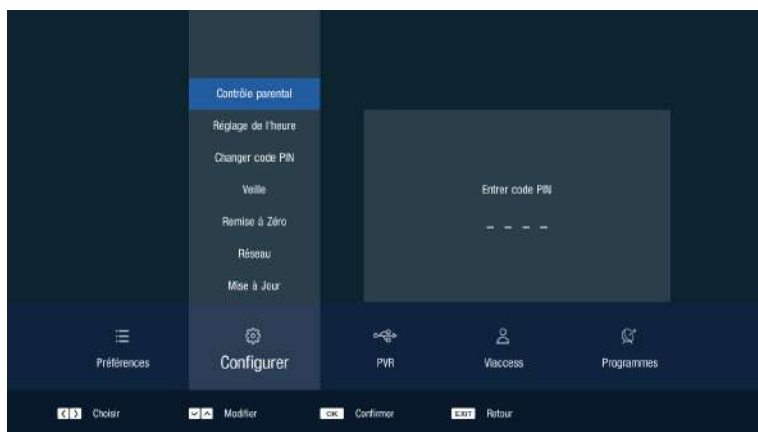 Contrôle parental
Réglage de l'heure
Changer code PIN
Veille
Remise à Zéro
Réseau
Mise à Jour
Entrer code PIN
_ _ _ _
Préférences
Configurer
PVR
Viaccess
Programmes
< > Choisir
Modifier
OK Confirmer
EXIT Retour